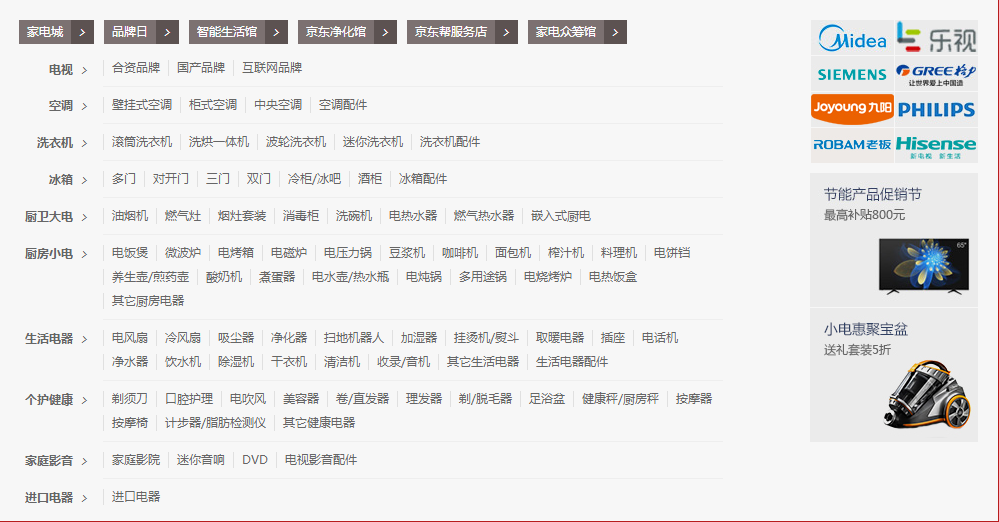 家电城 > 品牌日 > 智能生活馆 > 京东净化馆 > 京东帮服务店 > 家电众筹馆 >
电视 > 合资品牌 国产品牌 互联网品牌
空调 > 壁挂式空调 柜式空调 中央空调 空调配件
洗衣机 > 滚筒洗衣机 洗烘一体机 波轮洗衣机 迷你洗衣机 洗衣机配件
冰箱 > 多门 对开门 三门 双门 冷柜/冰吧 酒柜 冰箱配件
厨卫大电 > 油烟机 燃气灶 烟灶套装 消毒柜 洗碗机 电热水器 燃气热水器 嵌入式厨电
厨房小电 > 电饭煲 微波炉 电烤箱 电磁炉 电压力锅 豆浆机 咖啡机 面包机 榨汁机 料理机 电饼铛
养生壶/煎药壶 酸奶机 煮蛋器 电水壶/热水瓶 电炖锅 多用途锅 电烧烤炉 电热饭盒
其它厨房电器
生活电器 > 电风扇 冷风扇 吸尘器 净化器 扫地机器人 加湿器 挂烫机/熨斗 取暖电器 插座 电话机
净水器 饮水机 除湿机 干衣机 清洁机 收录/音机 其它生活电器 生活电器配件
个护健康 > 剃须刀 口腔护理 电吹风 美容器 卷/直发器 理发器 剃/脱毛器 足浴盆 健康秤/厨房秤 按摩器
按摩椅 计步器/脂肪检测仪 其它健康电器
家庭影音 > 家庭影院 迷你音响 DVD 电视影音配件
进口电器 > 进口电器
Midea 乐视
SIEMENS GREE格力
让世界爱上中国造
Joyoung九阳 PHILIPS
ROBAM老板 Hisense
新电视 新生活
节能产品促销节
最高补贴800元
65"
小电惠聚宝盆
送礼套装5折